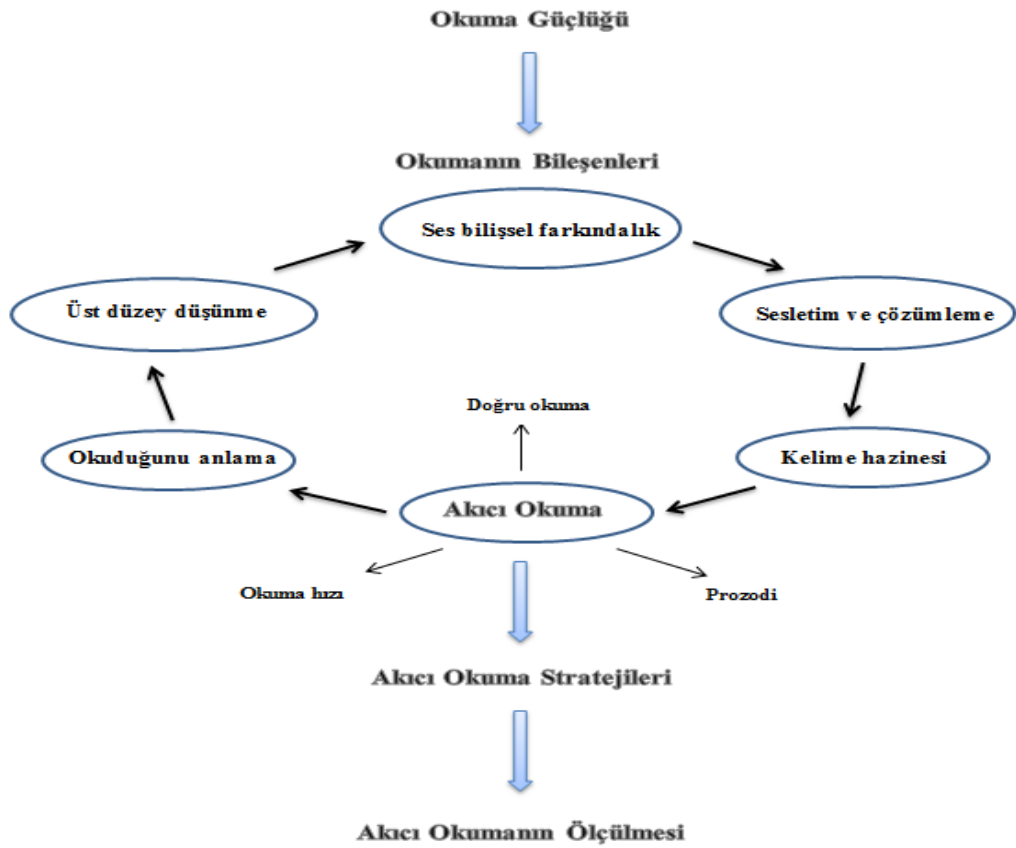 Okuma Güçlüğü
Okumanın Bileşenleri
Ses bilişsel farkındalık
Üst düzey düşünme
Sesletim ve çözümleme
Doğru okuma
Okuduğunu anlama
Kelime hazinesi
Akıcı Okuma
Okuma hızı
Prozodi
Akıcı Okuma Stratejileri
Akıcı Okumanın Ölçülmesi